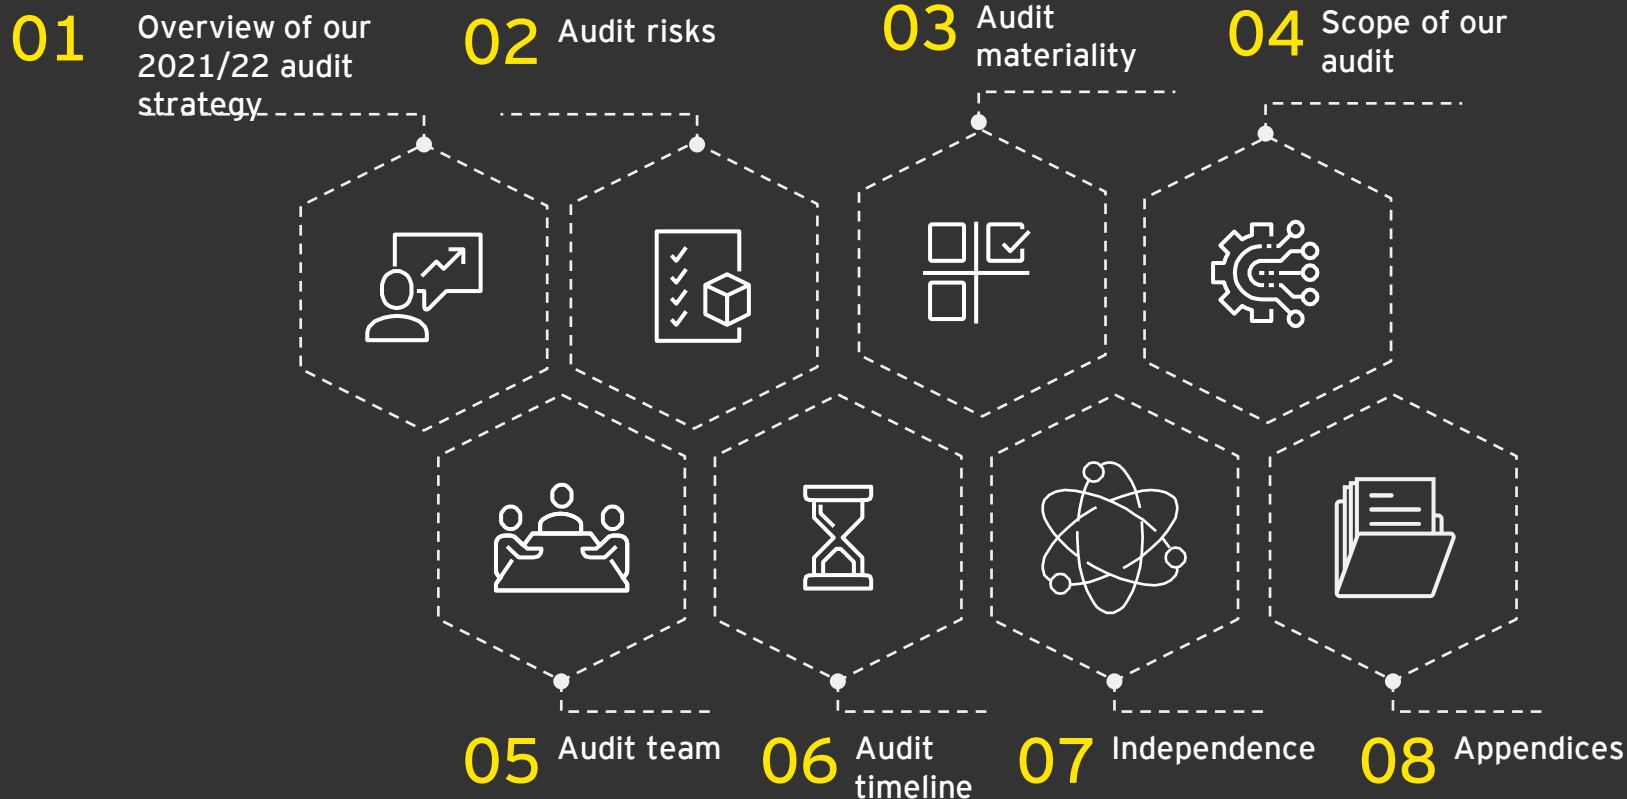 01
Overview of our
2021/22 audit
strategy
02
Audit risks
03
Audit
materiality
04
Scope of our
audit
05
Audit team
06
Audit
timeline
07
Independence
08
Appendices